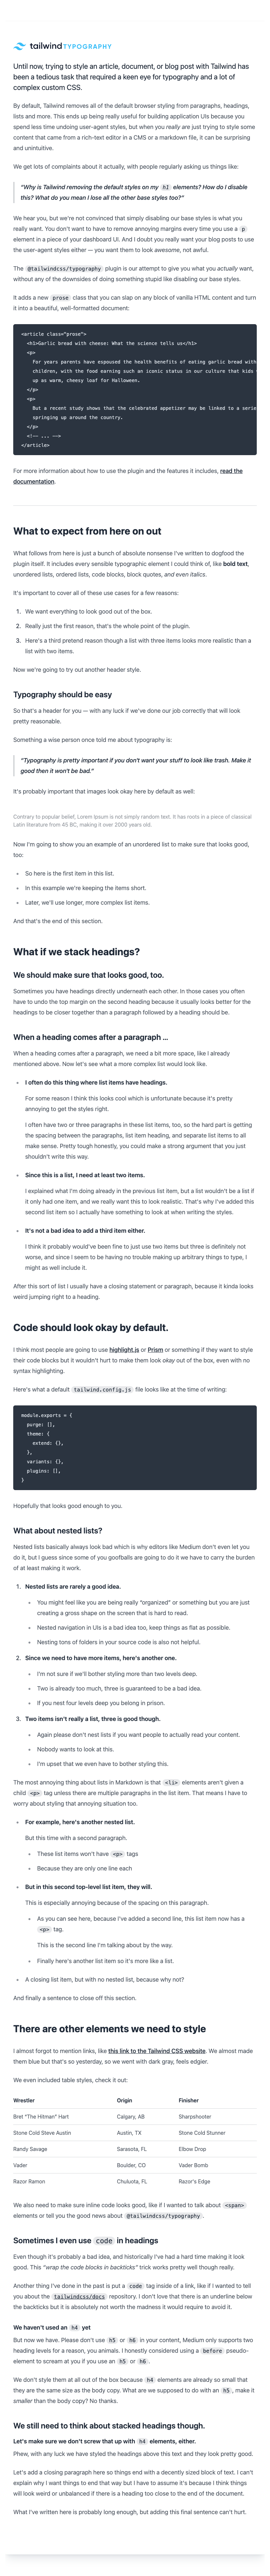 tailwindTYPOGRAPHY
Until now, trying to style an article, document, or blog post with Tailwind has
been a tedious task that required a keen eye for typography and a lot of
complex custom CSS.
By default, Tailwind removes all of the default browser styling from paragraphs, headings,
lists and more. This ends up being really useful for building application UIs because you
spend less time undoing user-agent styles, but when you really are just trying to style some
content that came from a rich-text editor in a CMS or a markdown file, it can be surprising
and unintuitive.
We get lots of complaints about it actually, with people regularly asking us things like:
"Why is Tailwind removing the default styles on my h1 elements? How do I disable
this? What do you mean I lose all the other base styles too?"
We hear you, but we're not convinced that simply disabling our base styles is what you
really want. You don't want to have to remove annoying margins every time you use a p
element in a piece of your dashboard UI. And I doubt you really want your blog posts to use
the user-agent styles either — you want them to look awesome, not awful.
The @tailwindcss/typography plugin is our attempt to give you what you actually want,
without any of the downsides of doing something stupid like disabling our base styles.
It adds a new prose class that you can slap on any block of vanilla HTML content and turn
it into a beautiful, well-formatted document:
<article class="prose">
<h1>Garlic bread with cheese: What the science tells us</h1>
<p>
For years parents have espoused the health benefits of eating garlic bread with
children, with the food earning such an iconic status in our culture that kids
up as warm, cheesy loaf for Halloween.
</p>
<p>
But a recent study shows that the celebrated appetizer may be linked to a serie
springing up around the country.
</p>
<!-- ... -->
</article>
For more information about how to use the plugin and the features it includes, read the
documentation.
What to expect from here on out
What follows from here is just a bunch of absolute nonsense I've written to dogfood the
plugin itself. It includes every sensible typographic element I could think of, like bold text,
unordered lists, ordered lists, code blocks, block quotes, and even italics.
It's important to cover all of these use cases for a few reasons:
1. We want everything to look good out of the box.
2. Really just the first reason, that's the whole point of the plugin.
3. Here's a third pretend reason though a list with three items looks more realistic than a
list with two items.
Now we're going to try out another header style.
Typography should be easy
So that's a header for you — with any luck if we've done our job correctly that will look
pretty reasonable.
Something a wise person once told me about typography is:
"Typography is pretty important if you don't want your stuff to look like trash. Make it
good then it won't be bad."
It's probably important that images look okay here by default as well:
Contrary to popular belief, Lorem Ipsum is not simply random text. It has roots in a piece of classical
Latin literature from 45 BC, making it over 2000 years old.
Now I'm going to show you an example of an unordered list to make sure that looks good,
too:
• So here is the first item in this list.
• In this example we're keeping the items short.
• Later, we'll use longer, more complex list items.
And that's the end of this section.
What if we stack headings?
We should make sure that looks good, too.
Sometimes you have headings directly underneath each other. In those cases you often
have to undo the top margin on the second heading because it usually looks better for the
headings to be closer together than a paragraph followed by a heading should be.
When a heading comes after a paragraph ...
When a heading comes after a paragraph, we need a bit more space, like I already
mentioned above. Now let's see what a more complex list would look like.
• I often do this thing where list items have headings.
For some reason I think this looks cool which is unfortunate because it's pretty
annoying to get the styles right.
I often have two or three paragraphs in these list items, too, so the hard part is getting
the spacing between the paragraphs, list item heading, and separate list items to all
make sense. Pretty tough honestly, you could make a strong argument that you just
shouldn't write this way.
• Since this is a list, I need at least two items.
I explained what I'm doing already in the previous list item, but a list wouldn't be a list if
it only had one item, and we really want this to look realistic. That's why I've added this
second list item so I actually have something to look at when writing the styles.
• It's not a bad idea to add a third item either.
I think it probably would've been fine to just use two items but three is definitely not
worse, and since I seem to be having no trouble making up arbitrary things to type, I
might as well include it.
After this sort of list I usually have a closing statement or paragraph, because it kinda looks
weird jumping right to a heading.
Code should look okay by default.
I think most people are going to use highlight.js or Prism or something if they want to style
their code blocks but it wouldn't hurt to make them look okay out of the box, even with no
syntax highlighting.
Here's what a default tailwind.config.js file looks like at the time of writing:
module.exports = {
purge: [],
theme: {
extend: {},
},
variants: {},
plugins: [],
}
Hopefully that looks good enough to you.
What about nested lists?
Nested lists basically always look bad which is why editors like Medium don't even let you
do it, but I guess since some of you goofballs are going to do it we have to carry the burden
of at least making it work.
1. Nested lists are rarely a good idea.
• You might feel like you are being really "organized" or something but you are just
creating a gross shape on the screen that is hard to read.
• Nested navigation in UIs is a bad idea too, keep things as flat as possible.
• Nesting tons of folders in your source code is also not helpful.
2. Since we need to have more items, here's another one.
• I'm not sure if we'll bother styling more than two levels deep.
• Two is already too much, three is guaranteed to be a bad idea.
• If you nest four levels deep you belong in prison.
3. Two items isn't really a list, three is good though.
• Again please don't nest lists if you want people to actually read your content.
• Nobody wants to look at this.
• I'm upset that we even have to bother styling this.
The most annoying thing about lists in Markdown is that <li> elements aren't given a
child <p> tag unless there are multiple paragraphs in the list item. That means I have to
worry about styling that annoying situation too.
• For example, here's another nested list.
But this time with a second paragraph.
• These list items won't have <p> tags
• Because they are only one line each
• But in this second top-level list item, they will.
This is especially annoying because of the spacing on this paragraph.
• As you can see here, because I've added a second line, this list item now has a
<p> tag.
This is the second line I'm talking about by the way.
• Finally here's another list item so it's more like a list.
• A closing list item, but with no nested list, because why not?
And finally a sentence to close off this section.
There are other elements we need to style
I almost forgot to mention links, like this link to the Tailwind CSS website. We almost made
them blue but that's so yesterday, so we went with dark gray, feels edgier.
We even included table styles, check it out:
Wrestler Origin Finisher
Bret "The Hitman" Hart Calgary, AB Sharpshooter
Stone Cold Steve Austin Austin, TX Stone Cold Stunner
Randy Savage Sarasota, FL Elbow Drop
Vader Boulder, CO Vader Bomb
Razor Ramon Chuluota, FL Razor's Edge
We also need to make sure inline code looks good, like if I wanted to talk about <span>
elements or tell you the good news about @tailwindcss/typography.
Sometimes I even use code in headings
Even though it's probably a bad idea, and historically I've had a hard time making it look
good. This "wrap the code blocks in backticks" trick works pretty well though really.
Another thing I've done in the past is put a code tag inside of a link, like if I wanted to tell
you about the tailwindcss/docs repository. I don't love that there is an underline below
the backticks but it is absolutely not worth the madness it would require to avoid it.
We haven't used an h4 yet
But now we have. Please don't use h5 or h6 in your content, Medium only supports two
heading levels for a reason, you animals. I honestly considered using a before pseudo-
element to scream at you if you use an h5 or h6.
We don't style them at all out of the box because h4 elements are already so small that
they are the same size as the body copy. What are we supposed to do with an h5, make it
smaller than the body copy? No thanks.
We still need to think about stacked headings though.
Let's make sure we don't screw that up with h4 elements, either.
Phew, with any luck we have styled the headings above this text and they look pretty good.
Let's add a closing paragraph here so things end with a decently sized block of text. I can't
explain why I want things to end that way but I have to assume it's because I think things
will look weird or unbalanced if there is a heading too close to the end of the document.
What I've written here is probably long enough, but adding this final sentence can't hurt.